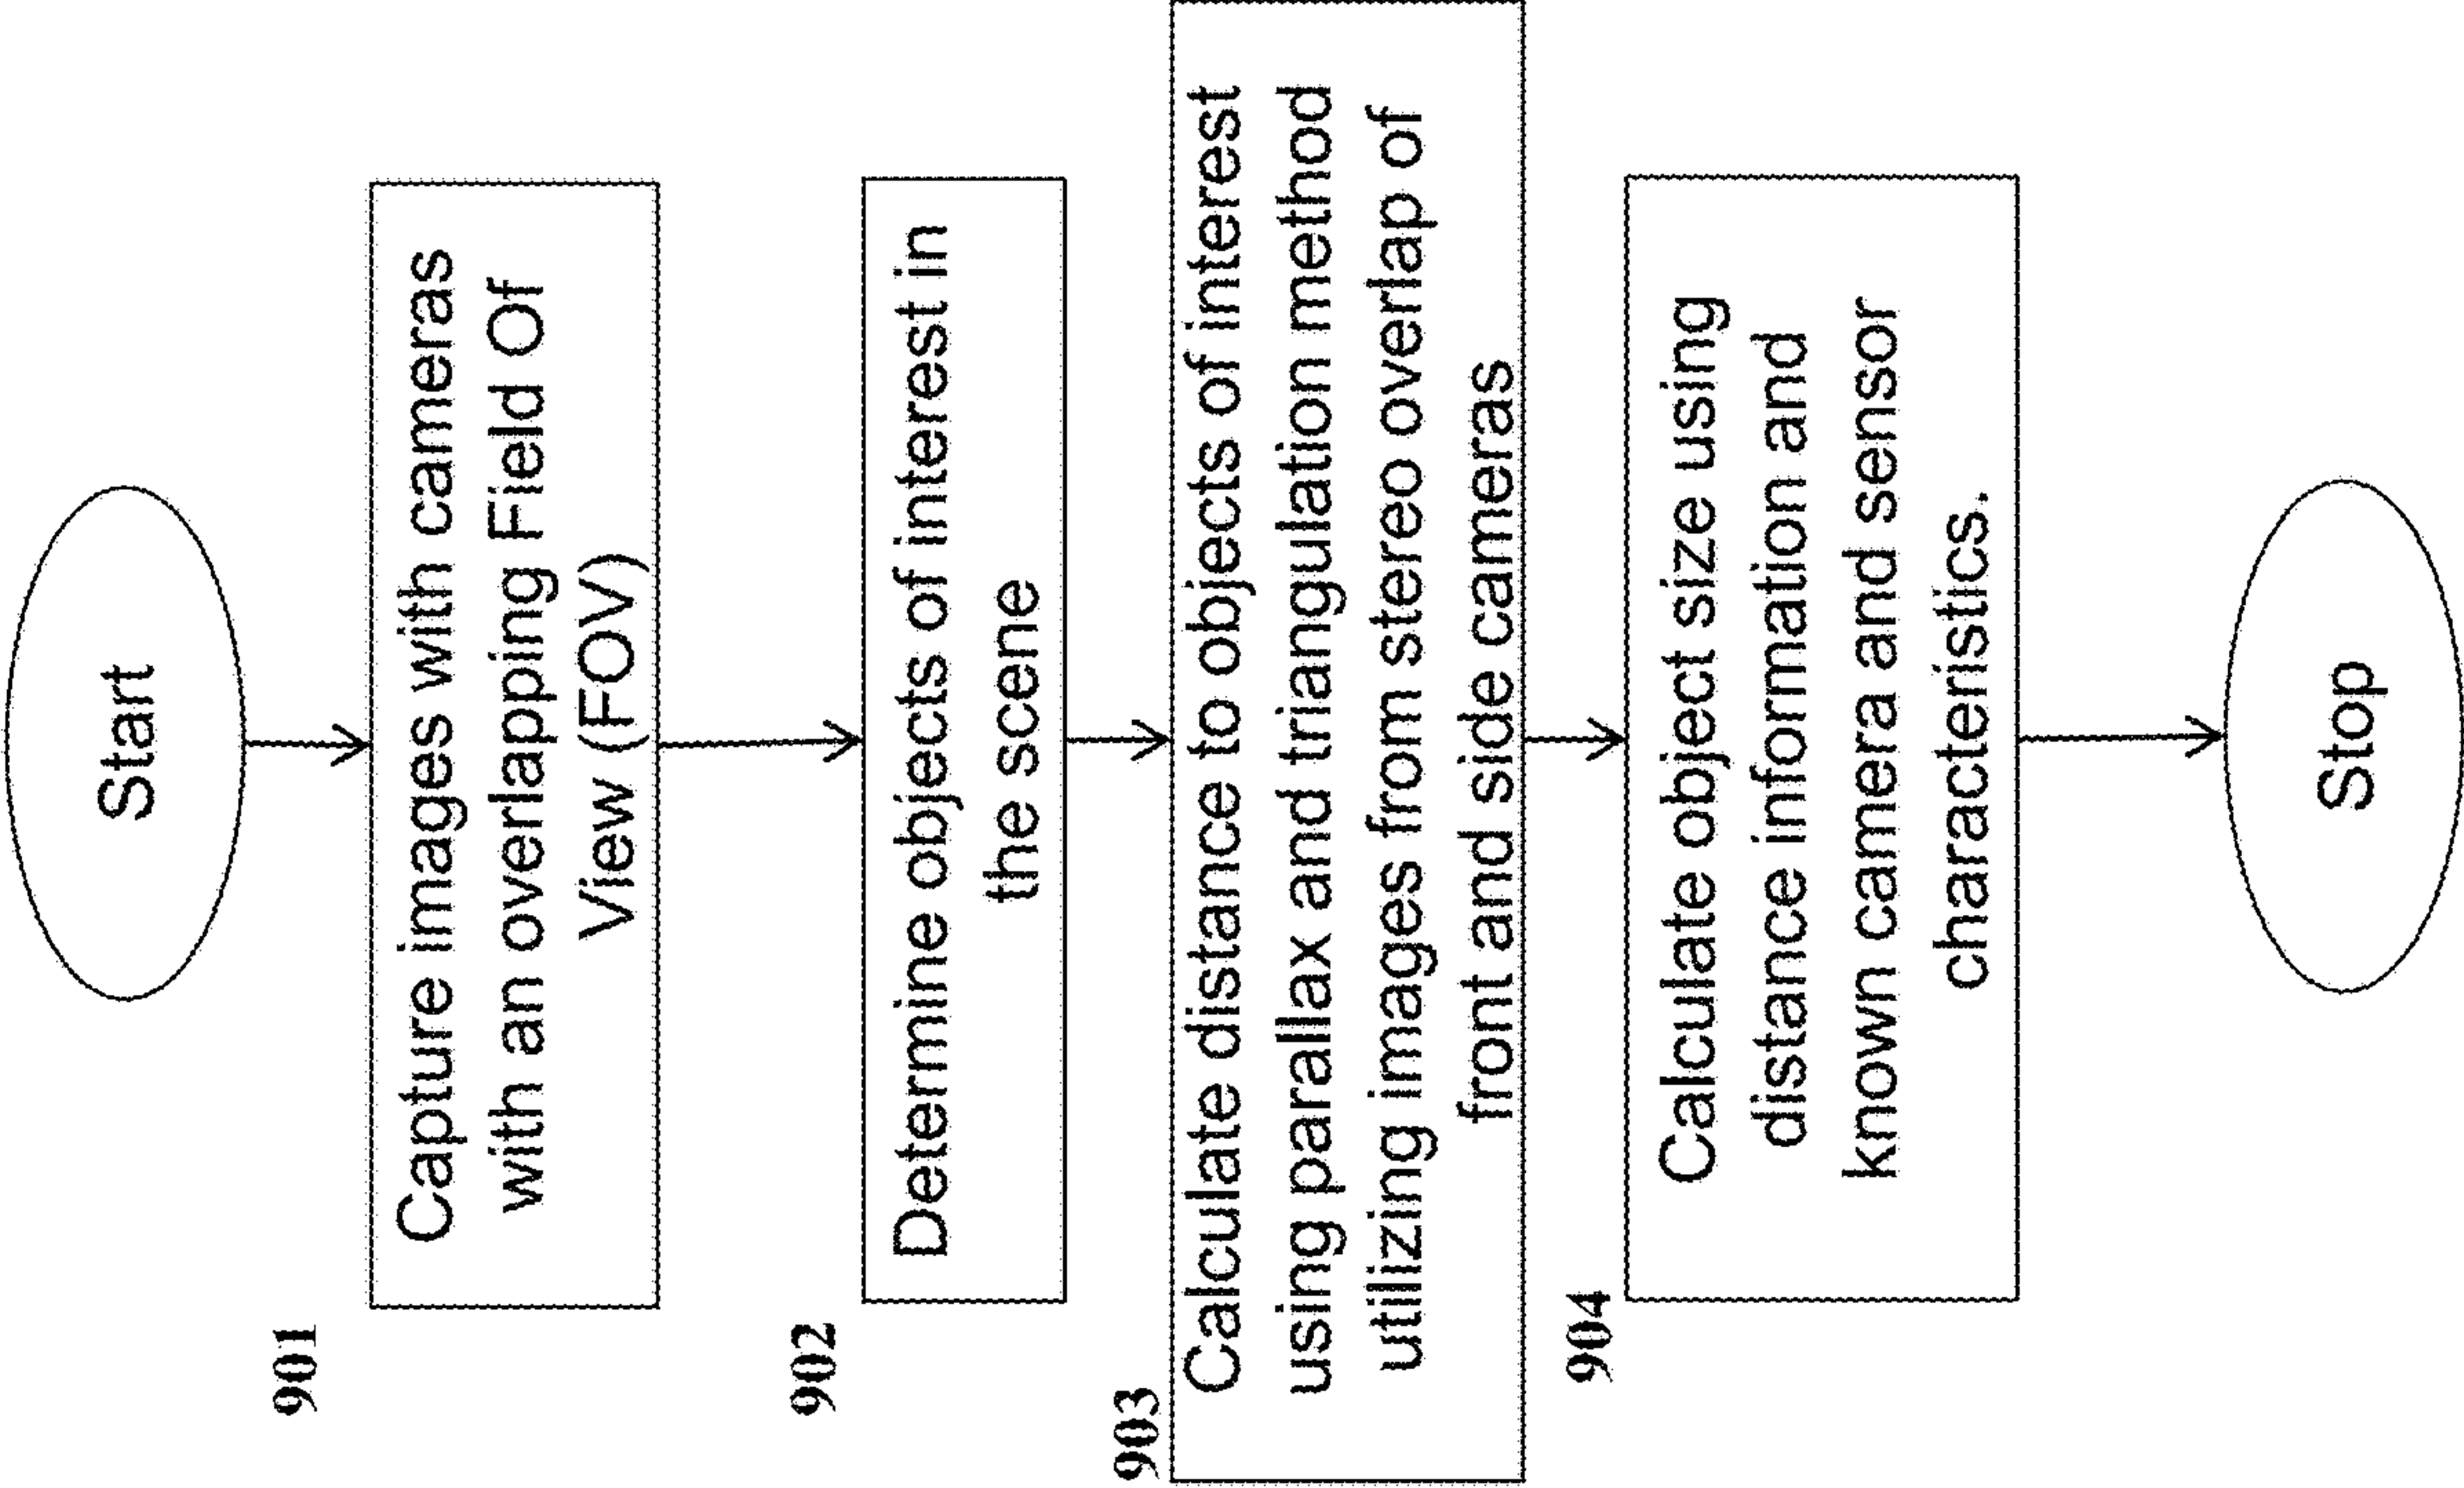 Start
901
Capture images with cameras
with an overlapping Field Of
View (FOV)
902
Determine objects of interest in
the scene
903
Calculate distance to objects of interest
using parallax and triangulation method
utilizing images from stereo overlap of
front and side cameras
904
Calculate object size using
distance information and
known camera and sensor
characteristics.
Stop